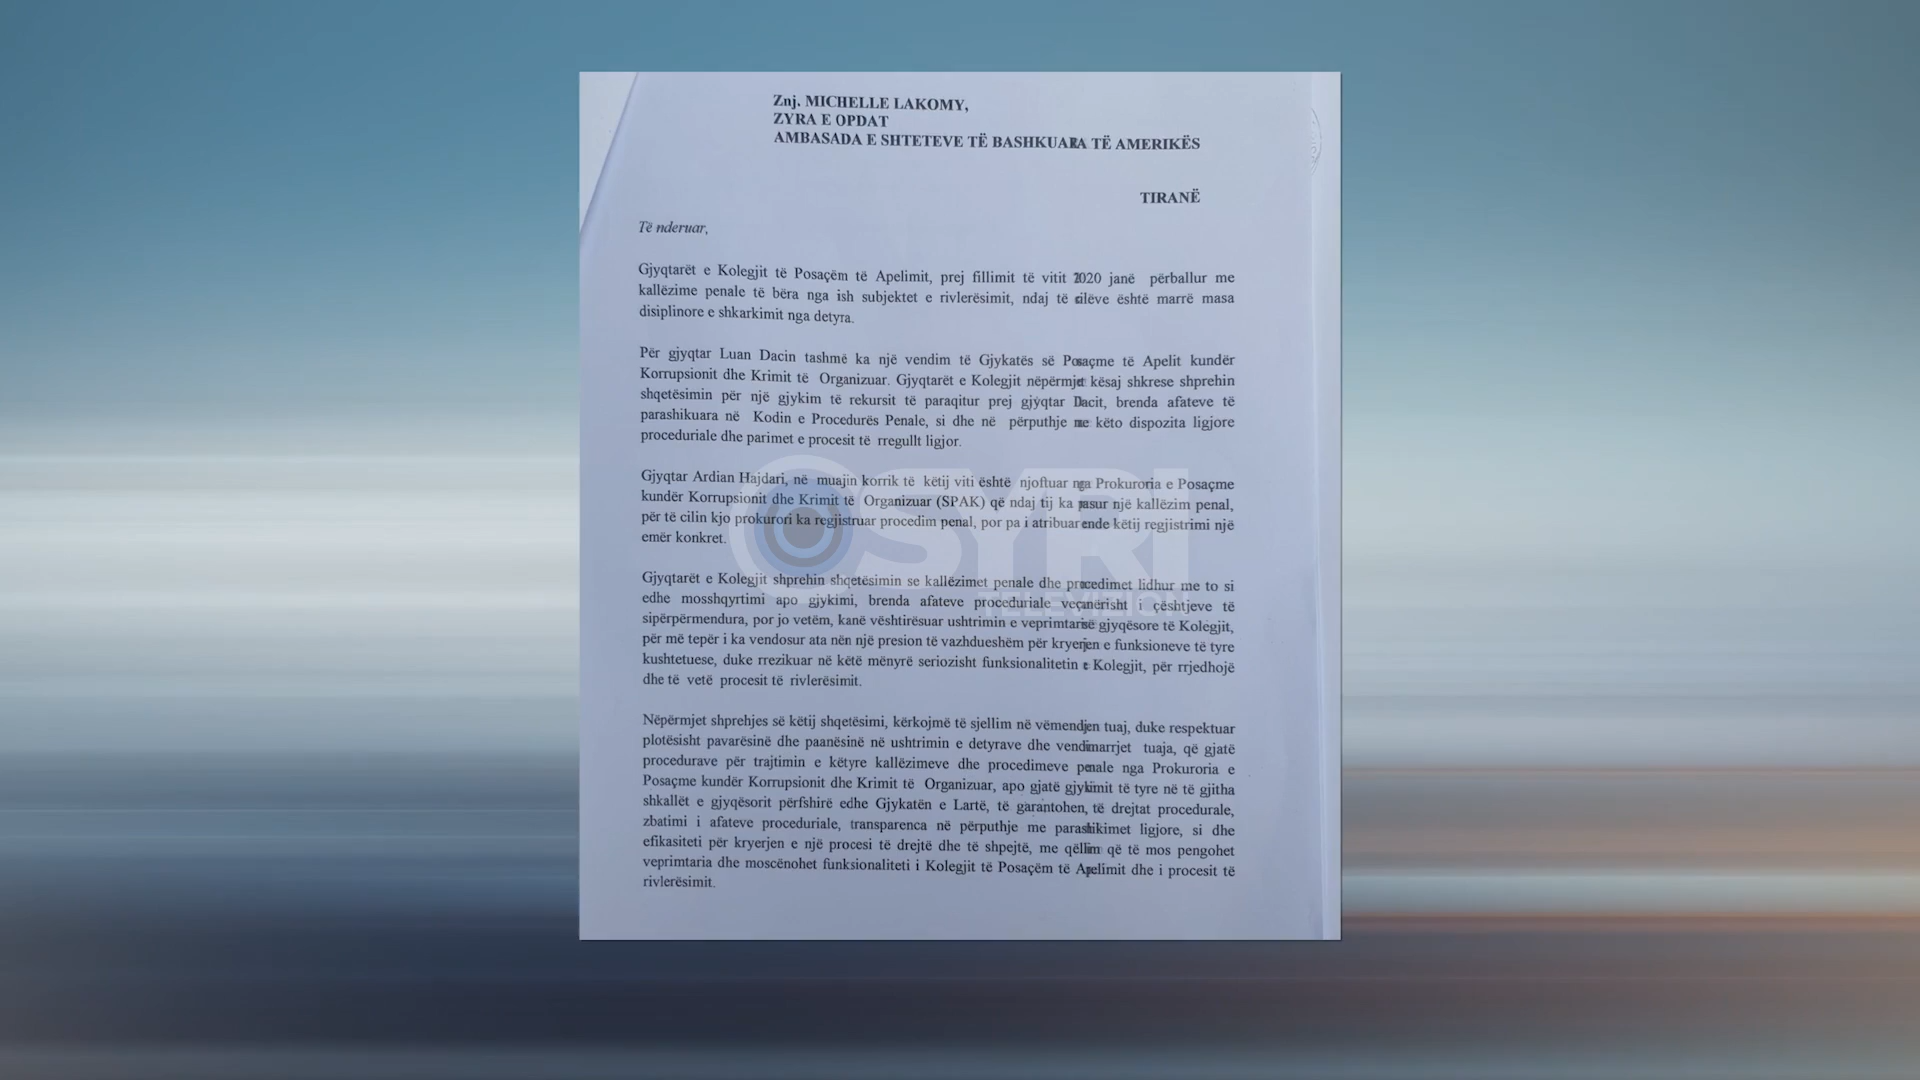 Znj. MICHELLE LAKOMY,
ZYRA E OPDAT
AMBASADA E SHTETEVE TË BASHKUARA TË AMERIKËS
TIRANË
Të nderuar,
Gjyqtarët e Kolegjit të Posaçëm të Apelimit, prej fillimit të vitit 2020 janë përballur me
kallëzime penale të bëra nga ish subjektet e rivlerësimit, ndaj të cilëve është marrë masa
disiplinore e shkarkimit nga detyra.
Për gjyqtar Luan Dacin tashmë ka një vendim të Gjykatës së Posaçme të Apelit kundër
Korrupsionit dhe Krimit të Organizuar. Gjyqtarët e Kolegjit nëpërmjet kësaj shkrese shprehin
shqetësimin për një gjykim të rekursit të paraqitur prej gjyqtar Dacit, brenda afateve të
parashikuara në Kodin e Procedurës Penale, si dhe në përputhje me këto dispozita ligjore
proceduriale dhe parimet e procesit të rregullt ligjor.
Gjyqtar Ardian Hajdari, në muajin korrik të këtij viti është njoftuar nga Prokuroria e Posaçme
kundër Korrupsionit dhe Krimit të Organizuar (SPAK) që ndaj tij ka pasur një kallëzim penal,
për të cilin kjo prokurori ka regjistruar procedim penal, por pa i atribuar ende këtij regjistrimi një
emër konkret.
Gjyqtarët e Kolegjit shprehin shqetësimin se kallëzimet penale dhe procedimet lidhur me to si
edhe mosshqyrtimi apo gjykimi, brenda afateve proceduriale veçanërisht i çështjeve të
sipërpërmendura, por jo vetëm, kanë vështirësuar ushtrimin e veprimtarisë gjyqësore të Kolegjit,
për më tepër i ka vendosur ata nën një presion të vazhdueshëm për kryerjen e funksioneve të tyre
kushtetuese, duke rrezikuar në këtë mënyrë seriozisht funksionalitetin e Kolegjit, për rrjedhojë
dhe të vetë procesit të rivlerësimit.
Nëpërmjet shprehjes së këtij shqetësimi, kërkojmë të sjellim në vëmendjen tuaj, duke respektuar
plotësisht pavarësinë dhe paanësinë në ushtrimin e detyrave dhe vendimarrjet tuaja, që gjatë
procedurave për trajtimin e këtyre kallëzimeve dhe procedimeve penale nga Prokuroria e
Posaçme kundër Korrupsionit dhe Krimit të Organizuar, apo gjatë gjykimit të tyre në të gjitha
shkallët e gjyqësorit përfshirë edhe Gjykatën e Lartë, të garantohen, të drejtat procedurale,
zbatimi i afateve proceduriale, transparenca në përputhje me parashikimet ligjore, si dhe
efikasiteti për kryerjen e një procesi të drejtë dhe të shpejtë, me qëllim që të mos pengohet
veprimtaria dhe moscënohet funksionaliteti i Kolegjit të Posaçëm të Apelimit dhe i procesit të
rivlerësimit.
SYRI
TELEVIZION